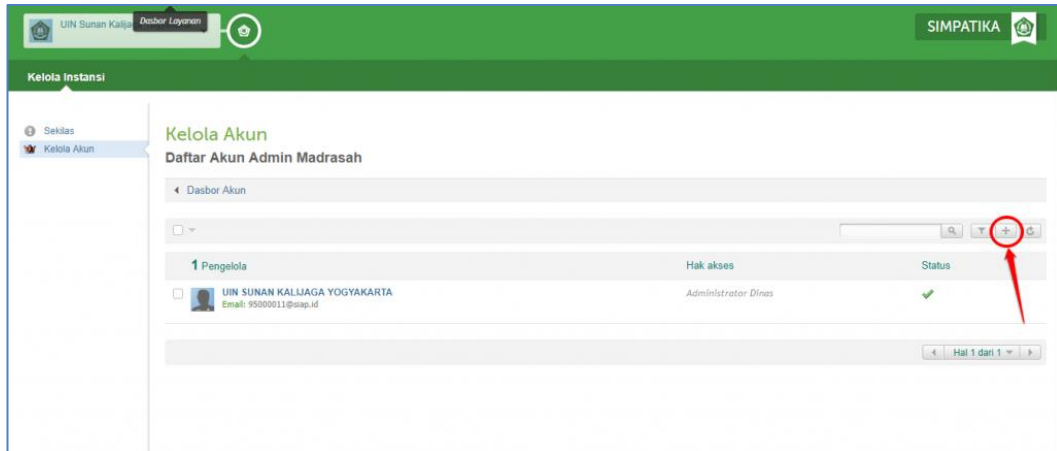 UIN Sunan Kalija
Dasbor Layanan
SIMPATIKA
Kelola Instansi
Sekilas
Kelola Akun
Kelola Akun
Daftar Akun Admin Madrasah
Dasbor Akun
1 Pengelola Hak akses Status
UIN SUNAN KALIJAGA YOGYAKARTA Administrator Dinas
Email: 95000011@siap.id
Hal 1 dari 1